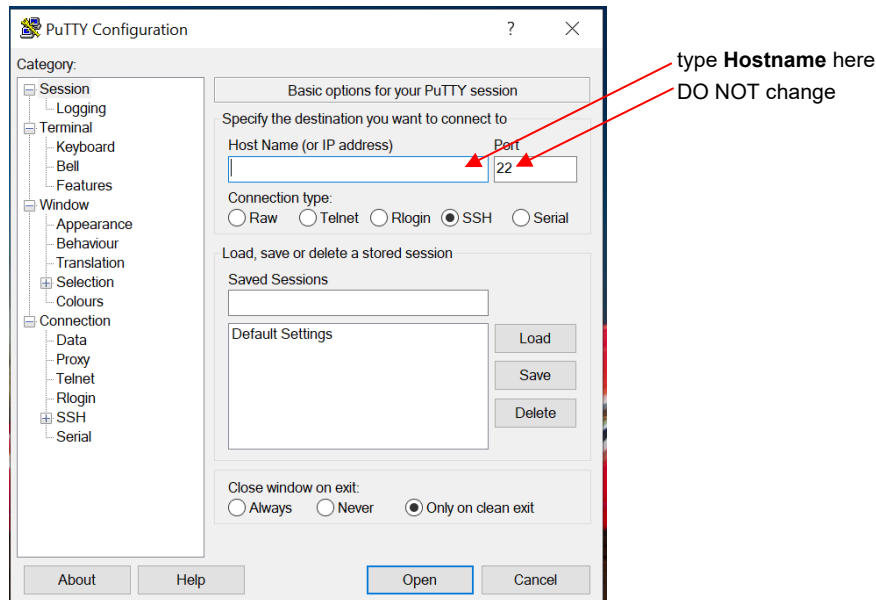 PuTTY Configuration
?
type Hostname here
DO NOT change
Category:
Session
Logging
Terminal
Keyboard
Bell
Features
Window
Appearance
Behaviour
Translation
Selection
Colours
Connection
Data
Proxy
Telnet
Rlogin
SSH
Serial
Basic options for your PuTTY session
Specify the destination you want to connect to
Host Name (or IP address) Port
22
Connection type:
Raw Telnet Rlogin SSH Serial
Load, save or delete a stored session
Saved Sessions
Default Settings
Load
Save
Delete
Close window on exit:
Always Never Only on clean exit
About Help Open Cancel